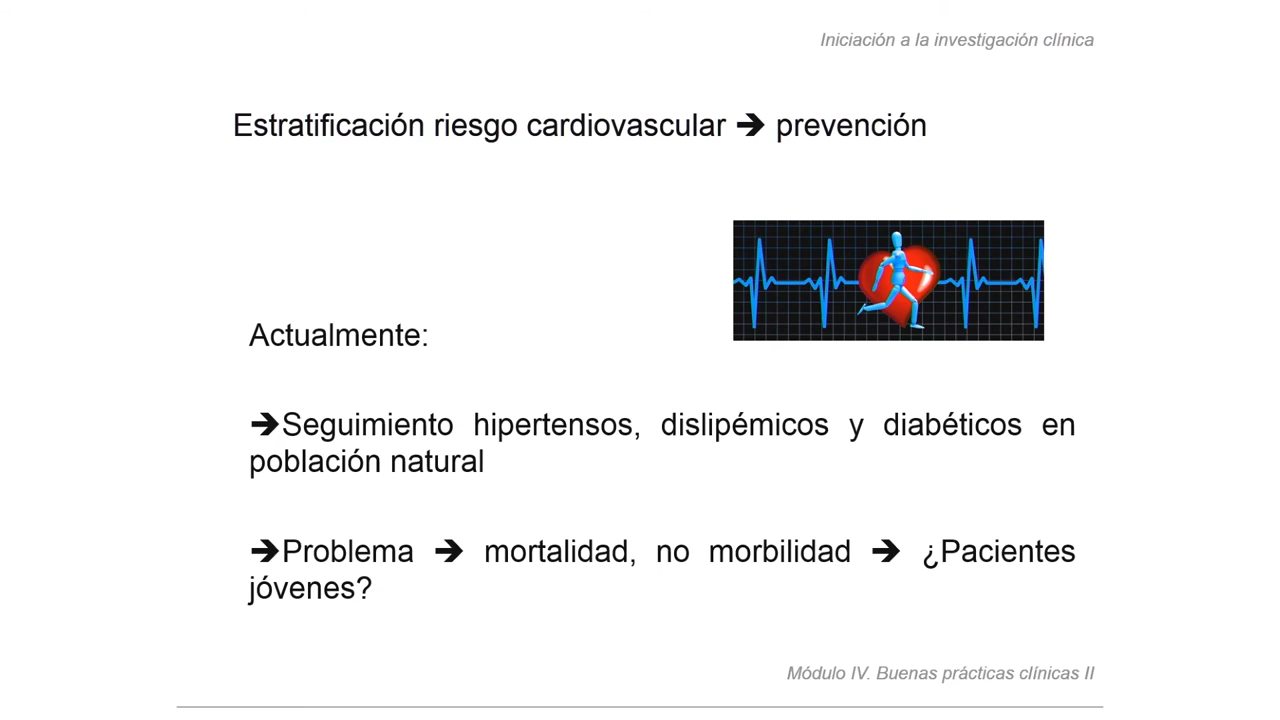 Iniciación a la investigación clínica
Estratificación riesgo cardiovascular ➔ prevención
Actualmente:
➔Seguimiento hipertensos, dislipémicos y diabéticos en
población natural
➔Problema ➔ mortalidad, no morbilidad ➔ ¿Pacientes
jóvenes?
Módulo IV. Buenas prácticas clínicas II